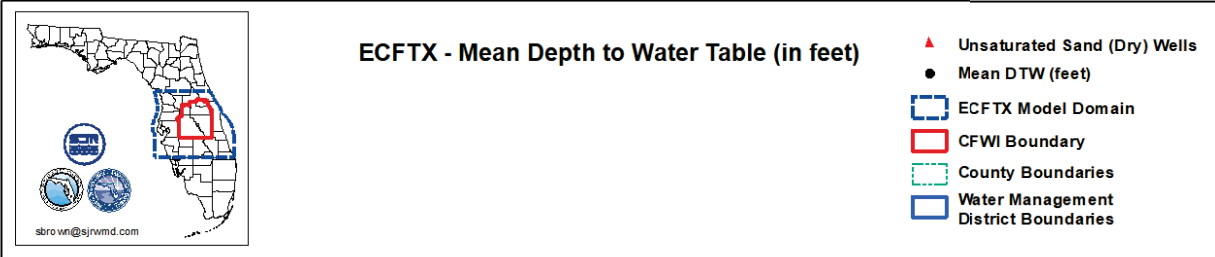 ECFTX - Mean Depth to Water Table (in feet)
Unsaturated Sand (Dry) Wells
Mean DTW (feet)
ECFTX Model Domain
CFWI Boundary
County Boundaries
Water Management
District Boundaries
sbrown@sjrwmd.com